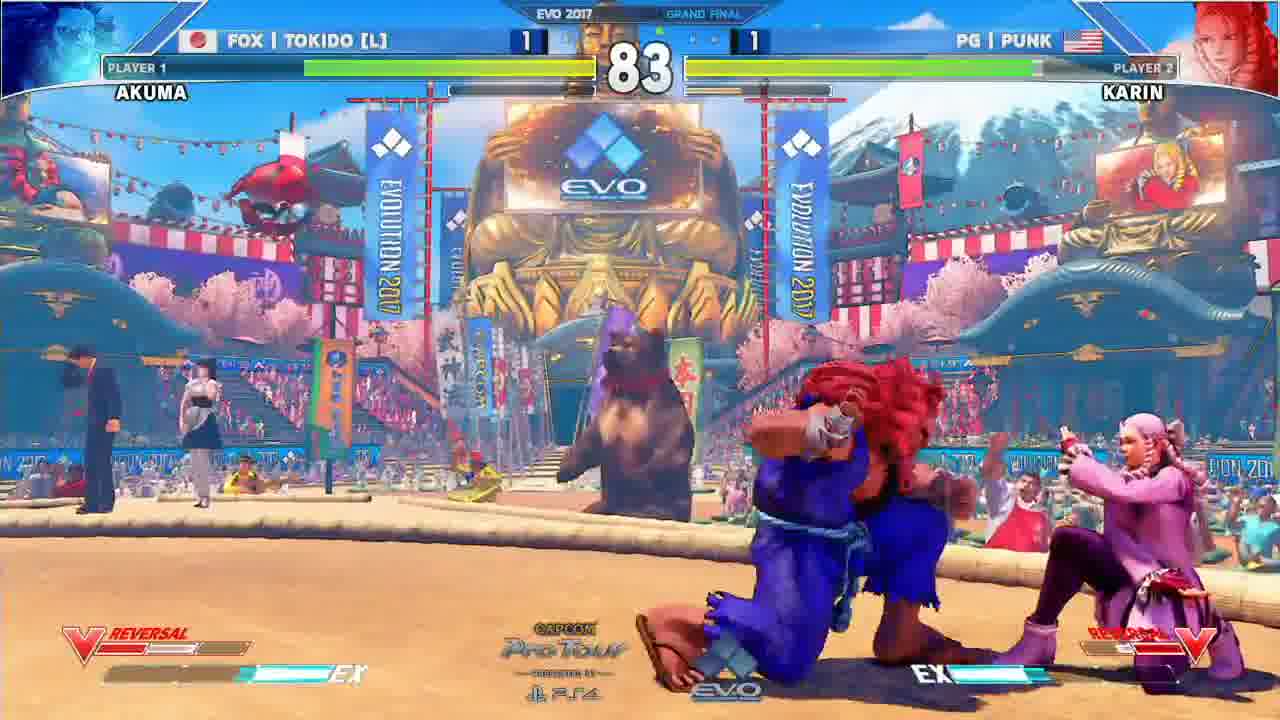 EVO 2017
GRAND FINAL
FOX | TOKIDO [L]
1
83
1
PG | PUNK
PLAYER 1
PLAYER 2
AKUMA
KARIN
EVO
EVOLUTION 2017
EVOLUTION 2017
REVERSAL
REVERSAL
EX
EX
CAPCOM
Pro Tour
PS4
EVO